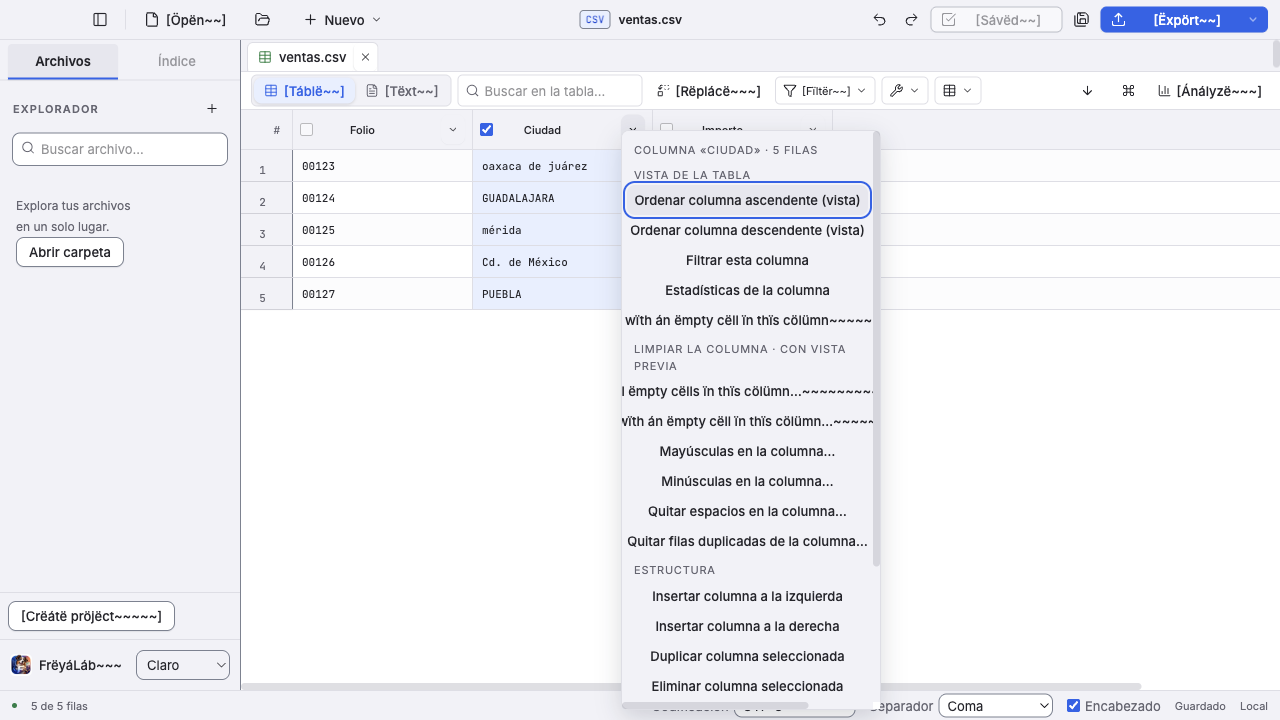 [Öpën~~]
Nuevo
CSV ventas.csv
[Sávëd~~]
[Ëxpört~~]
Archivos
Índice
ventas.csv
[Táblë~~]
[Tëxt~~]
Buscar en la tabla...
[Rëplácë~~~]
[Fïltër~~]
[Ánályzë~~~]
EXPLORADOR
Buscar archivo...
Explora tus archivos
en un solo lugar.
Abrir carpeta
# Folio Ciudad Importe
1 00123 oaxaca de juárez
2 00124 GUADALAJARA
3 00125 mérida
4 00126 Cd. de México
5 00127 PUEBLA
COLUMNA «CIUDAD» · 5 FILAS
VISTA DE LA TABLA
Ordenar columna ascendente (vista)
Ordenar columna descendente (vista)
Filtrar esta columna
Estadísticas de la columna
wïth án ëmpty cëll ïn thïs cölümn~~~~~
LIMPIAR LA COLUMNA · CON VISTA
PREVIA
ëmpty cëlls ïn thïs cölümn...~~~~~~~~~
wïth án ëmpty cëll ïn thïs cölümn...~~~~~
Mayúsculas en la columna...
Minúsculas en la columna...
Quitar espacios en la columna...
Quitar filas duplicadas de la columna...
ESTRUCTURA
Insertar columna a la izquierda
Insertar columna a la derecha
Duplicar columna seleccionada
Eliminar columna seleccionada
[Crëátë pröjëct~~~~~]
FrëyáLáb~~~
Claro
5 de 5 filas
Separador
Coma
Encabezado
Guardado
Local